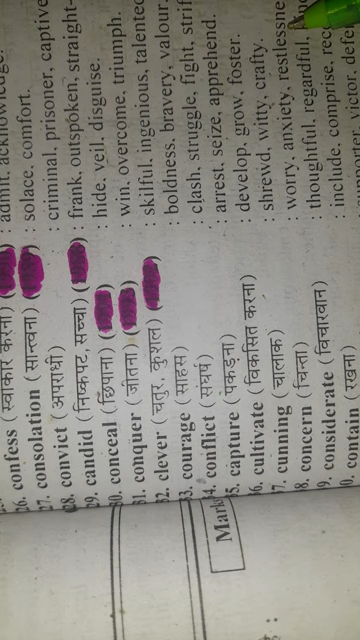 26. confess (स्वीकार करना) : admit, acknowledge.
27. consolation (सान्त्वना) : solace, comfort.
28. convict (अपराधी) : criminal, prisoner, captive
29. candid (निष्कपट, सच्चा) : frank, outspoken, straight-
30. conceal (छिपाना) : hide, veil, disguise.
31. conquer (जीतना) : win, overcome, triumph.
32. clever (चतुर, कुशल) : skilful, ingenious, talented
33. courage (साहस) : boldness, bravery, valour.
34. conflict (संघर्ष) : clash, struggle, fight, strif
35. capture (पकड़ना) : arrest, seize, apprehend.
36. cultivate (विकसित करना) : develop, grow, foster.
37. cunning (चालाक) : shrewd, witty, crafty.
8. concern (चिन्ता) : worry, anxiety, restlessne
9. considerate (विचारवान) : thoughtful, regardful,
0. contain (रखना) : include, comprise, rec
victor, defe
Mark